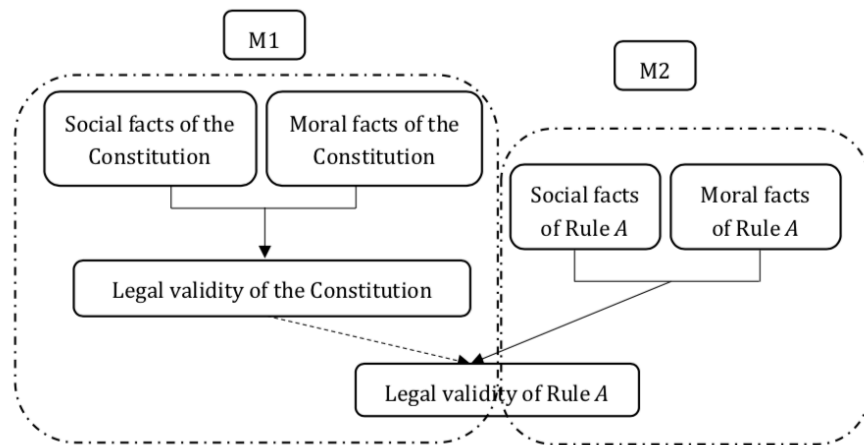 M1
M2
Social facts of the
Constitution
Moral facts of the
Constitution
Social facts
of Rule A
Moral facts
of Rule A
Legal validity of the Constitution
Legal validity of Rule A